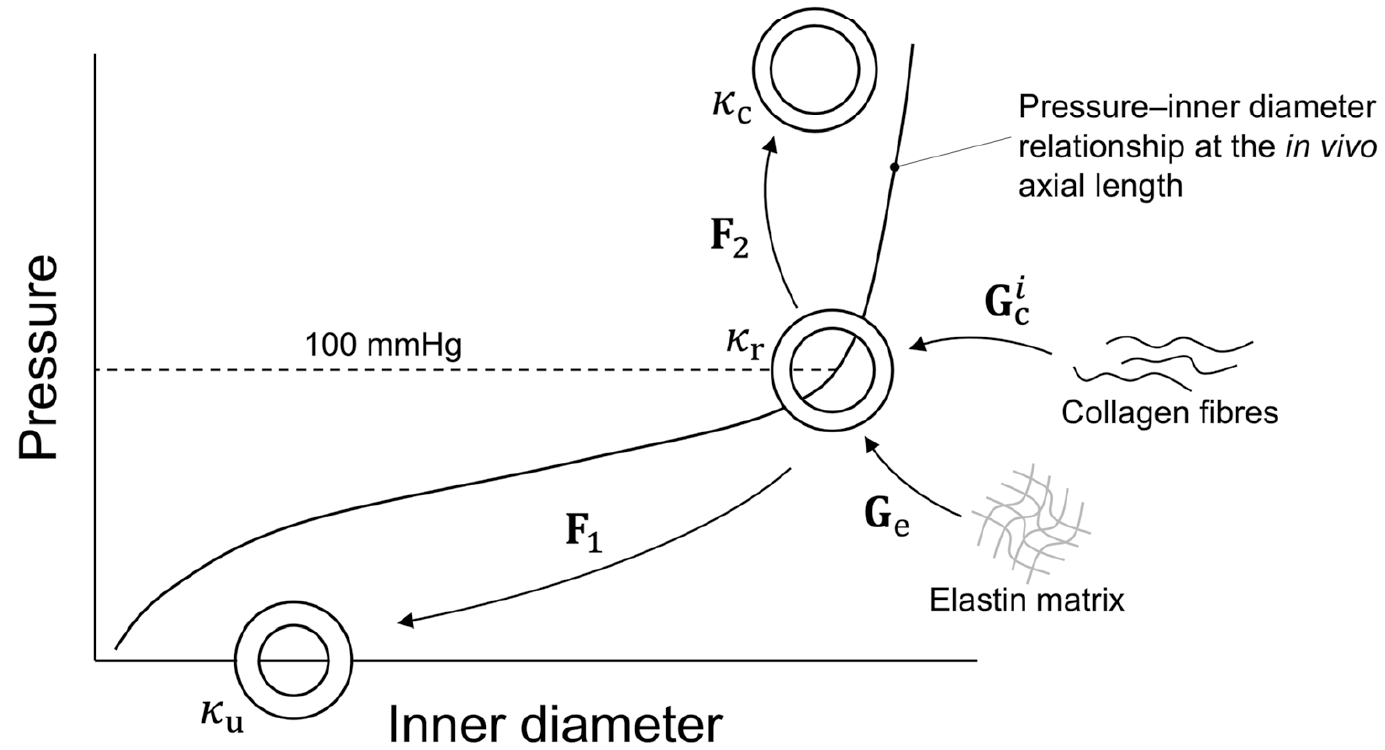 κc
Pressure–inner diameter
relationship at the in vivo
axial length
F2
Gic
Pressure
100 mmHg
κr
Collagen fibres
Ge
F1
Elastin matrix
κu
Inner diameter